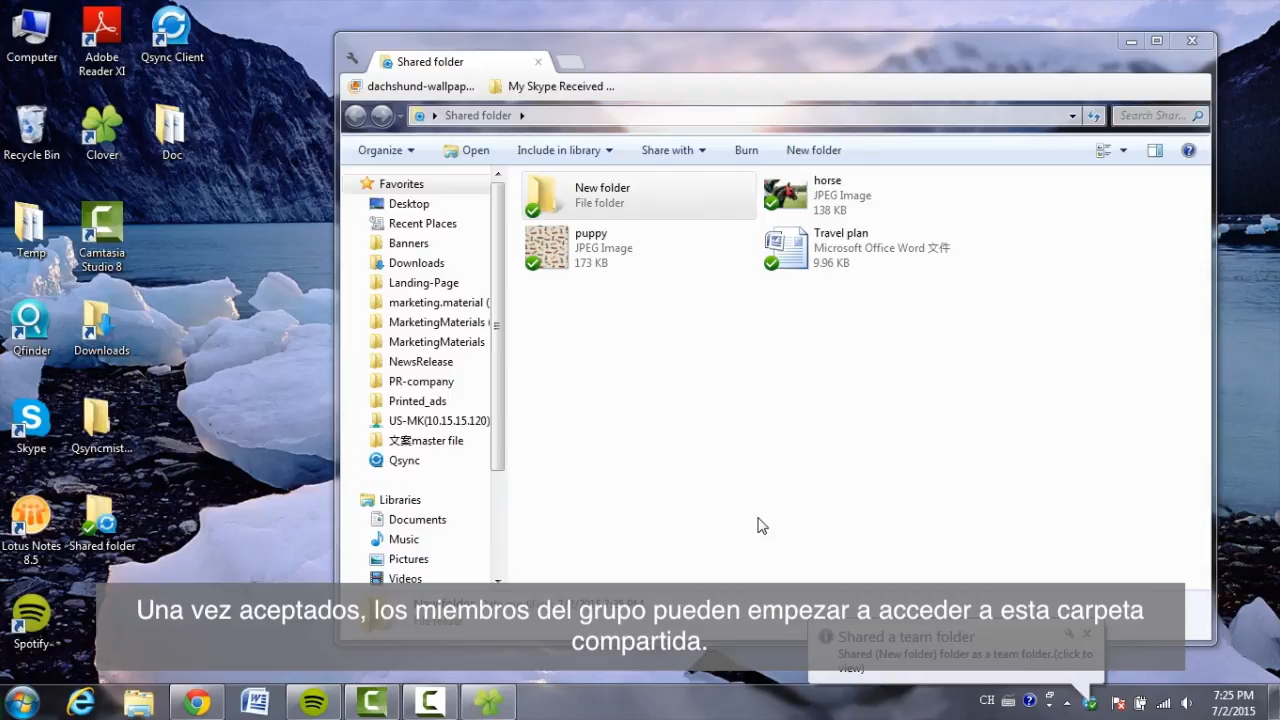 Computer
Adobe
Reader XI
Qsync Client
Recycle Bin
Clover
Doc
Temp
Camtasia
Studio 8
Qfinder
Downloads
Skype
Qsyncmist...
Lotus Notes
8.5
Shared folder
Spotify
Shared folder
dachshund-wallpap...
My Skype Received ...
Shared folder
Search Shar...
Organize
Open
Include in library
Share with
Burn
New folder
Favorites
Desktop
Recent Places
Banners
Downloads
Landing-Page
marketing.material (
MarketingMaterials
MarketingMaterials
NewsRelease
PR-company
Printed_ads
US-MK(10.15.15.120)
文案master file
Qsync
Libraries
Documents
Music
Pictures
Videos
New folder
File folder
horse
JPEG Image
138 KB
puppy
JPEG Image
173 KB
Travel plan
Microsoft Office Word 文件
9.96 KB
Una vez aceptados, los miembros del grupo pueden empezar a acceder a esta carpeta
compartida.
Shared a team folder
Shared (New folder) folder as a team folder.(click to
view)
CH
7:25 PM
7/2/2015